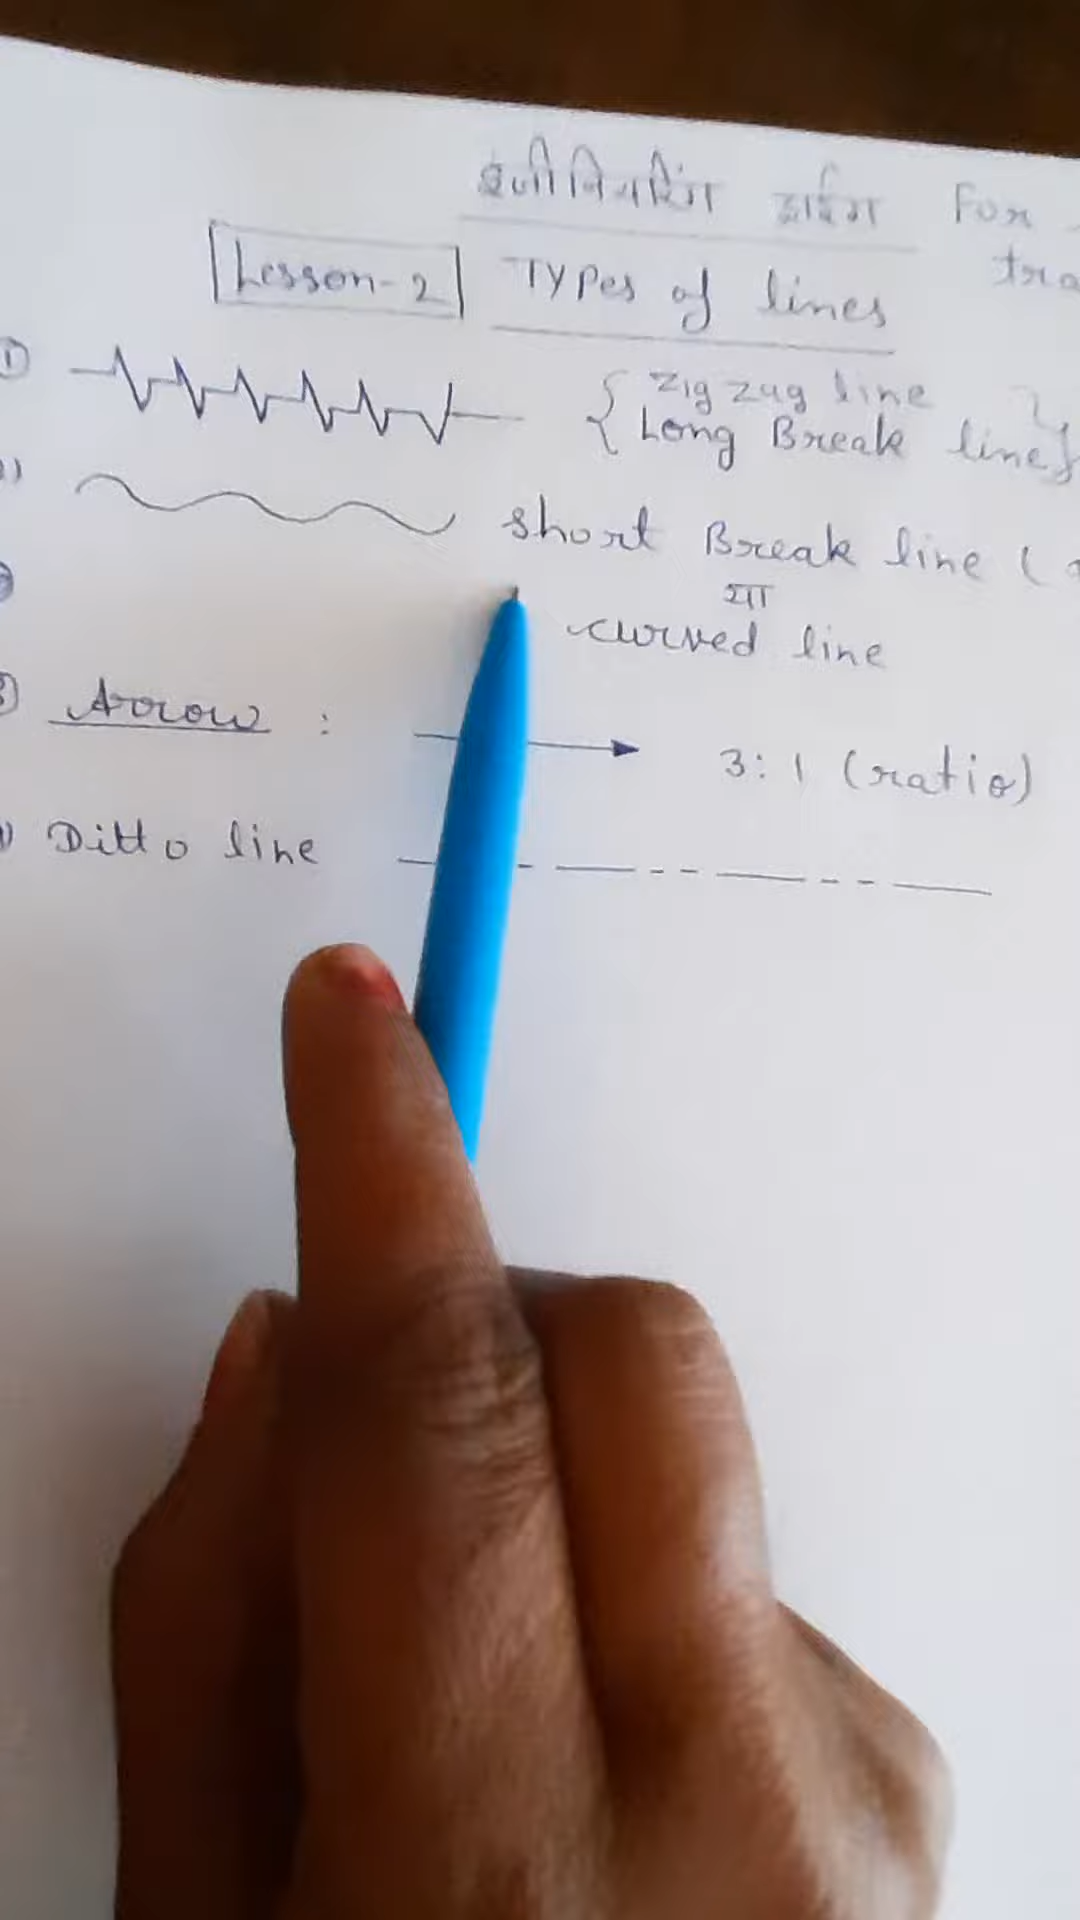 इंजीनियरिंग ड्राईंग For
Lesson-2 Types of lines
① { Zig zag line
{ Long Break line }
short Break line (
या
curved line
Arrow : 3:1 (ratio)
Ditto line